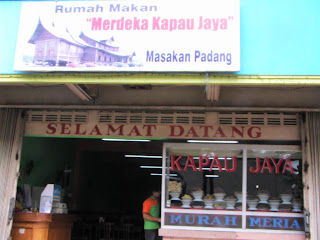 Rumah Makan
"Merdeka Kapau Jaya"
Masakan Padang
SELAMAT DATANG
KAPAU JAYA
MURAH MERIA